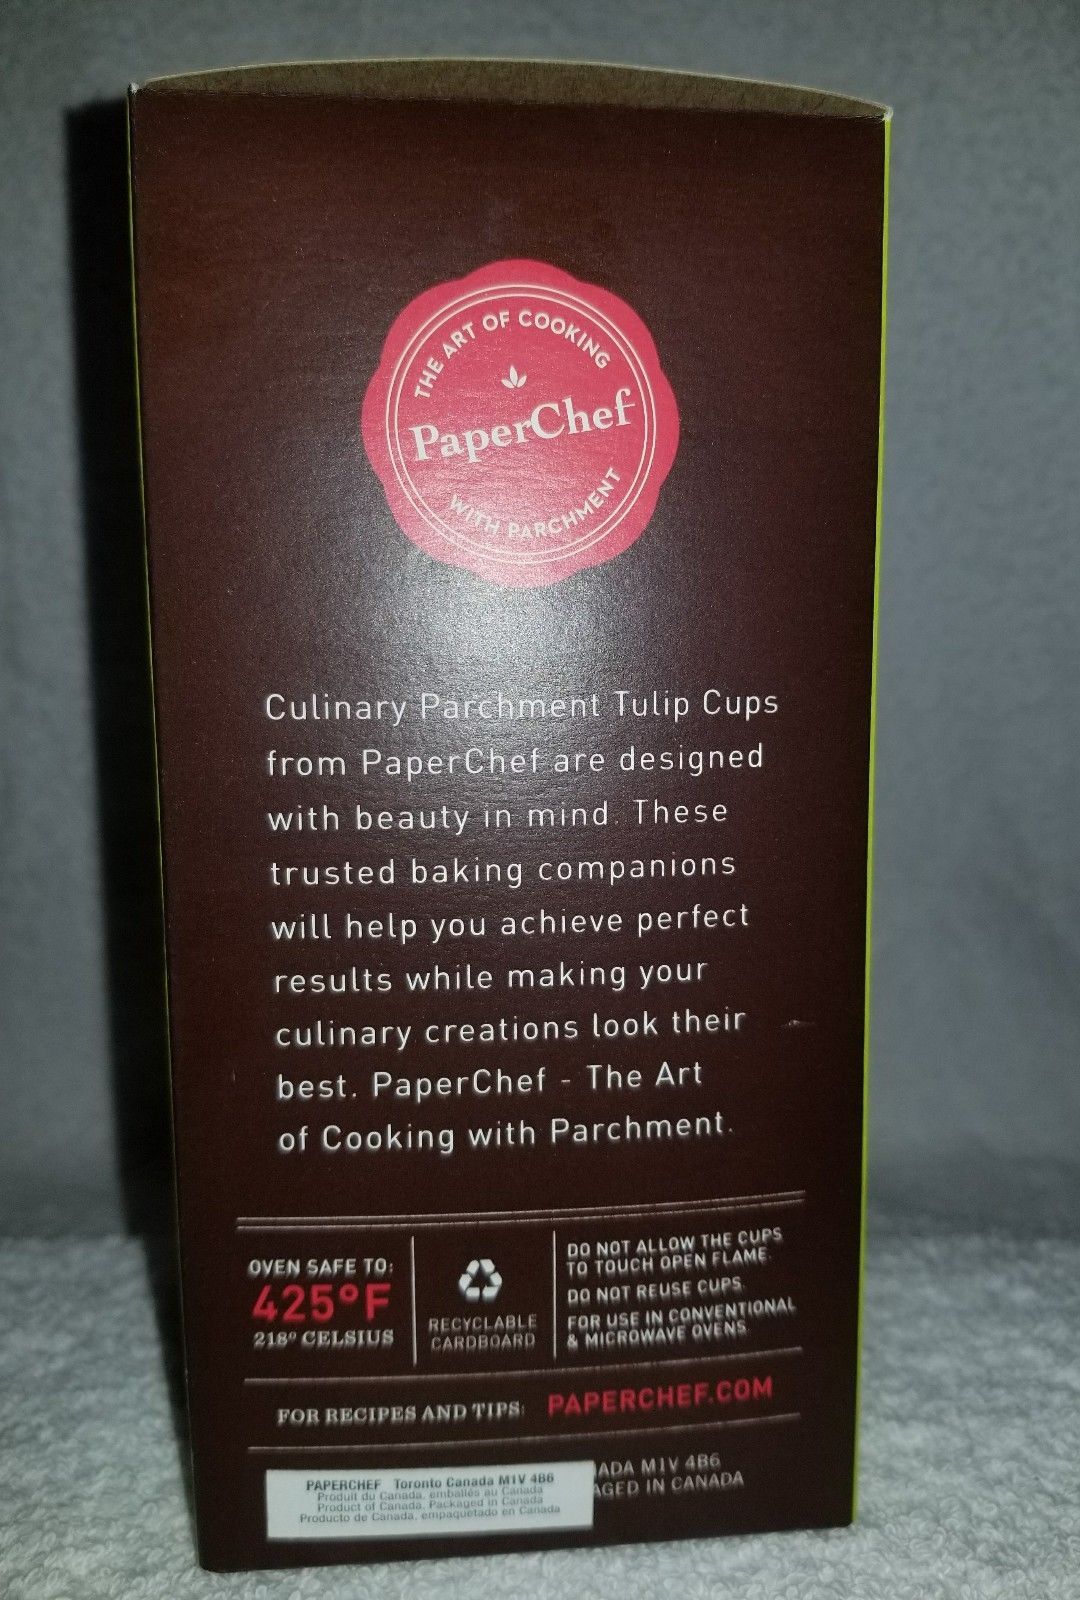 THE ART OF COOKING
PaperChef
WITH PARCHMENT
Culinary Parchment Tulip Cups
from PaperChef are designed
with beauty in mind. These
trusted baking companions
will help you achieve perfect
results while making your
culinary creations look their
best. PaperChef - The Art
of Cooking with Parchment.
OVEN SAFE TO:
425°F
218° CELSIUS
RECYCLABLE
CARDBOARD
DO NOT ALLOW THE CUPS
TO TOUCH OPEN FLAME.
DO NOT REUSE CUPS.
FOR USE IN CONVENTIONAL
& MICROWAVE OVENS.
FOR RECIPES AND TIPS: PAPERCHEF.COM
ADA M1V 4B6
AGED IN CANADA
PAPERCHEF Toronto Canada M1V 4B6
Produit du Canada, emballés au Canada
Product of Canada, Packaged in Canada
Producto de Canada, empaquetado en Canada